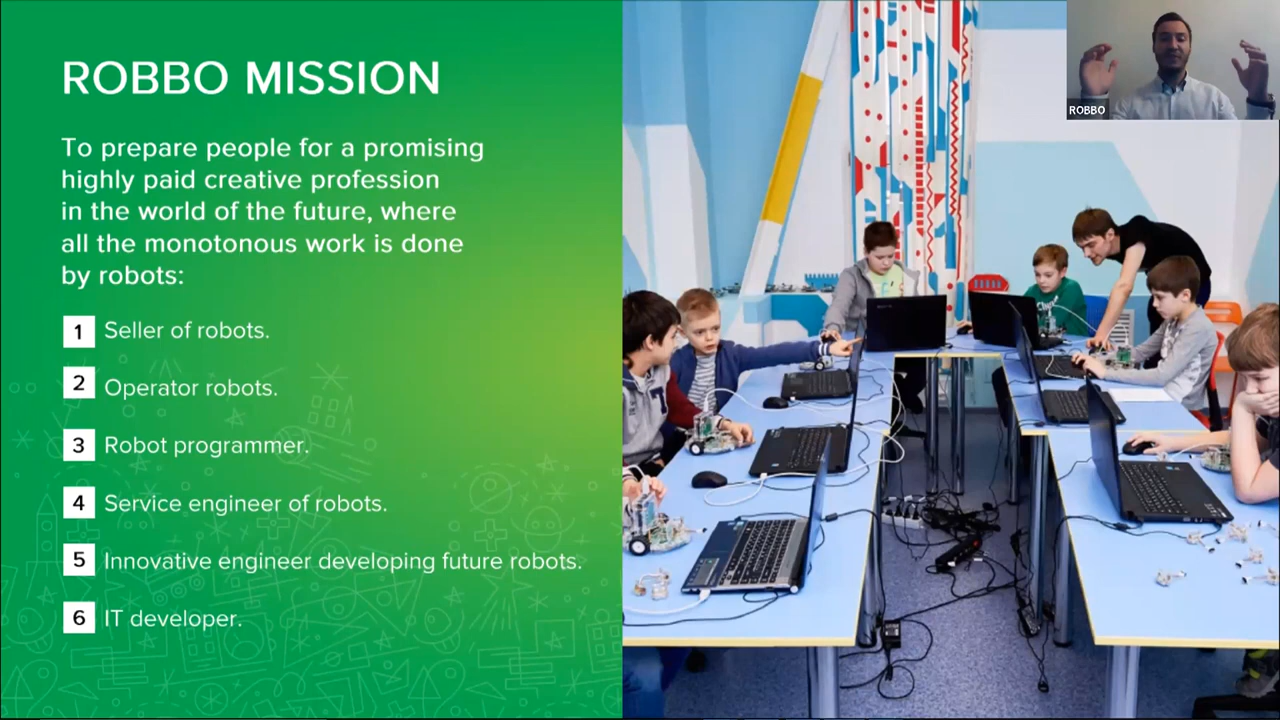 ROBBO MISSION
To prepare people for a promising
highly paid creative profession
in the world of the future, where
all the monotonous work is done
by robots:
1 Seller of robots.
2 Operator robots.
3 Robot programmer.
4 Service engineer of robots.
5 Innovative engineer developing future robots.
6 IT developer.
ROBBO